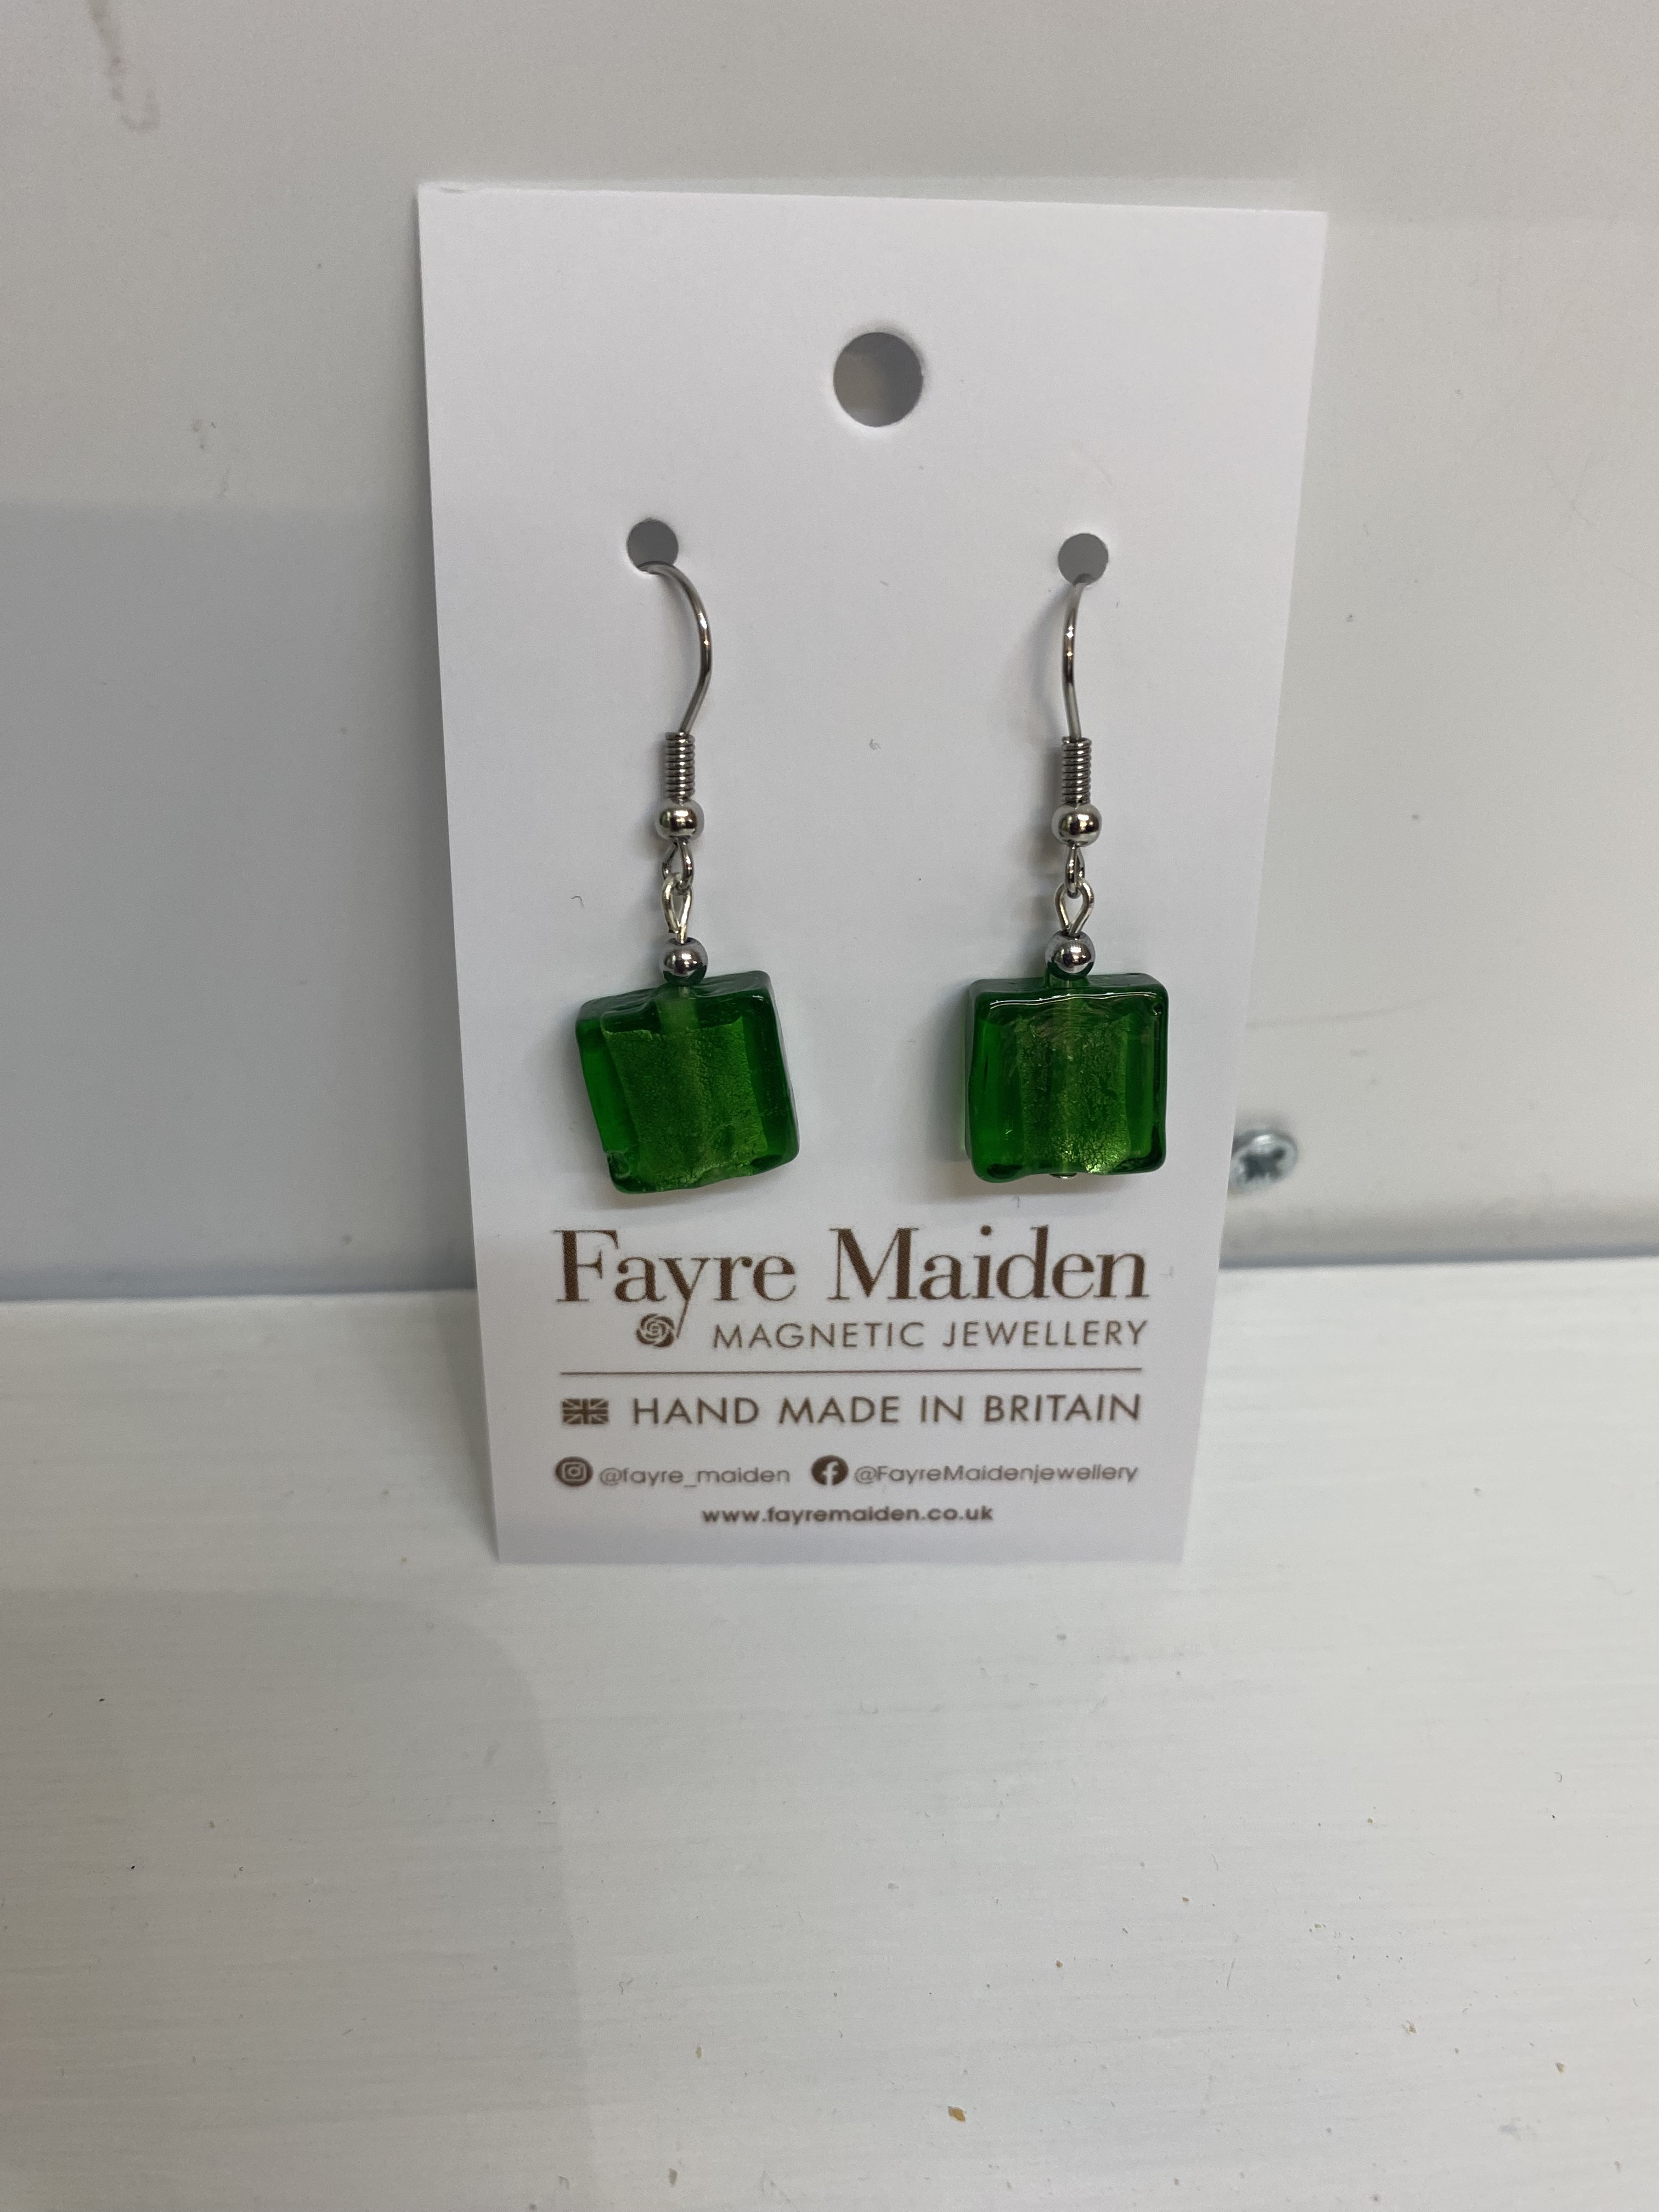 Fayre Maiden
MAGNETIC JEWELLERY
HAND MADE IN BRITAIN
@fayre_maiden @FayreMaidenjewellery
www.fayremaiden.co.uk